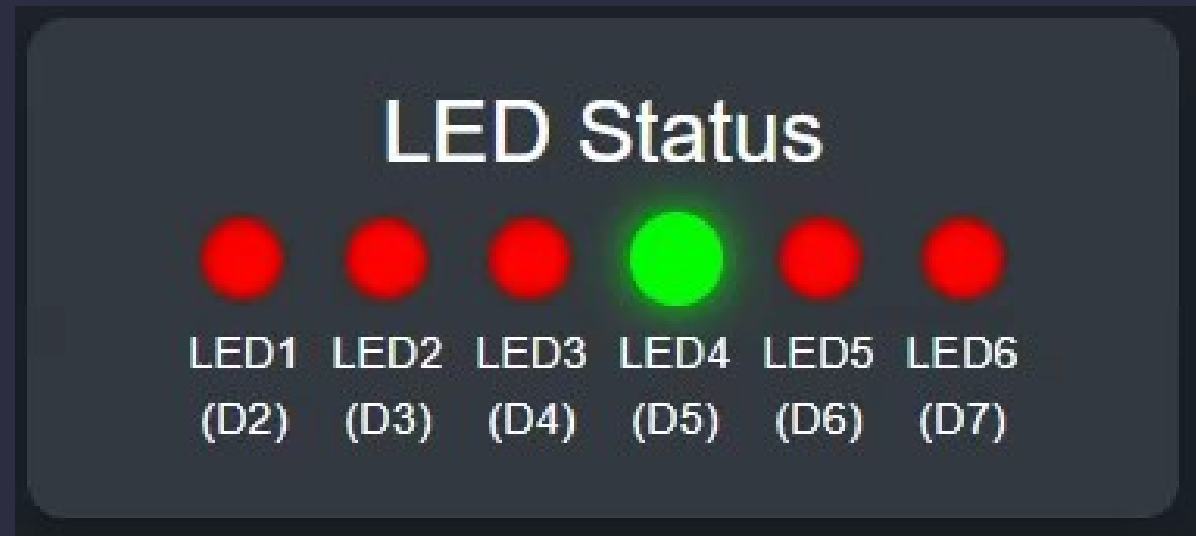 LED Status
LED1 LED2 LED3 LED4 LED5 LED6
(D2) (D3) (D4) (D5) (D6) (D7)